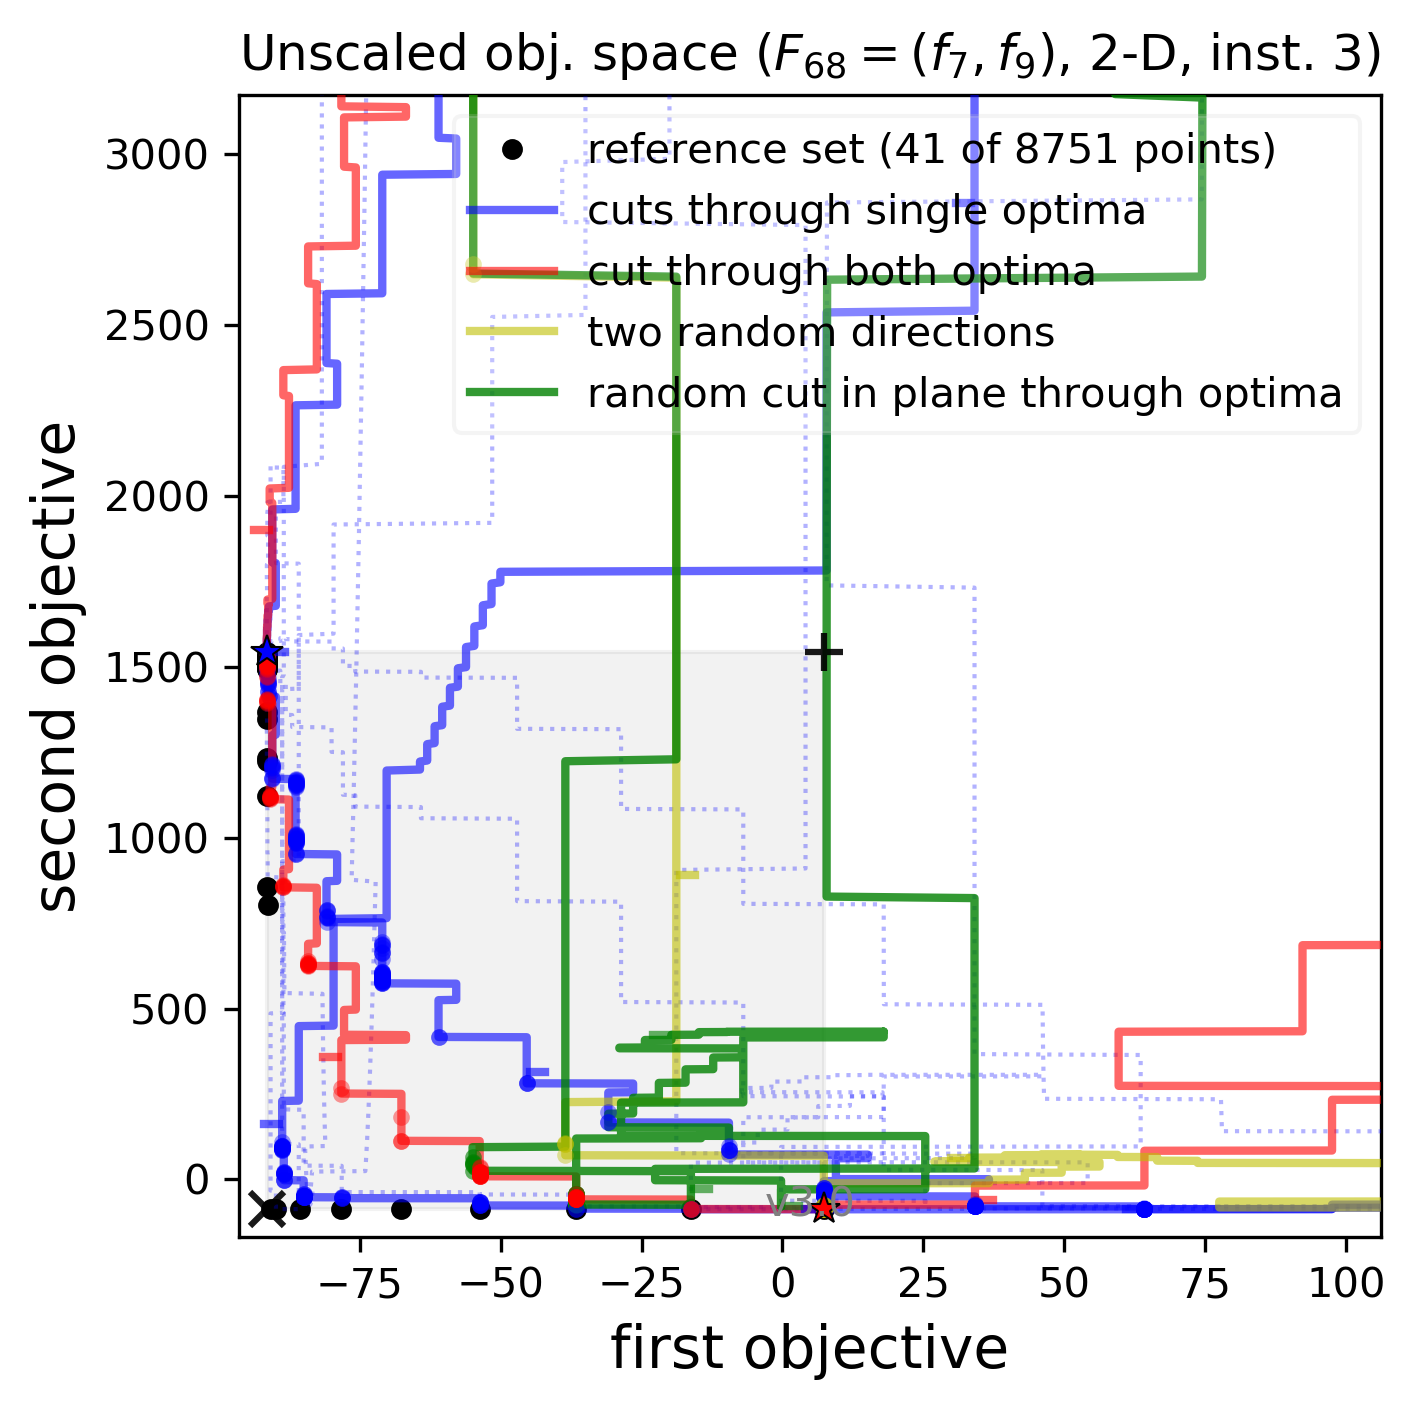 Unscaled obj. space (F68 = (f7, f9), 2-D, inst. 3)
reference set (41 of 8751 points)
cuts through single optima
cut through both optima
two random directions
random cut in plane through optima
second objective
3000
2500
2000
1500
1000
500
0
v3.0
−75 −50 −25 0 25 50 75 100
first objective